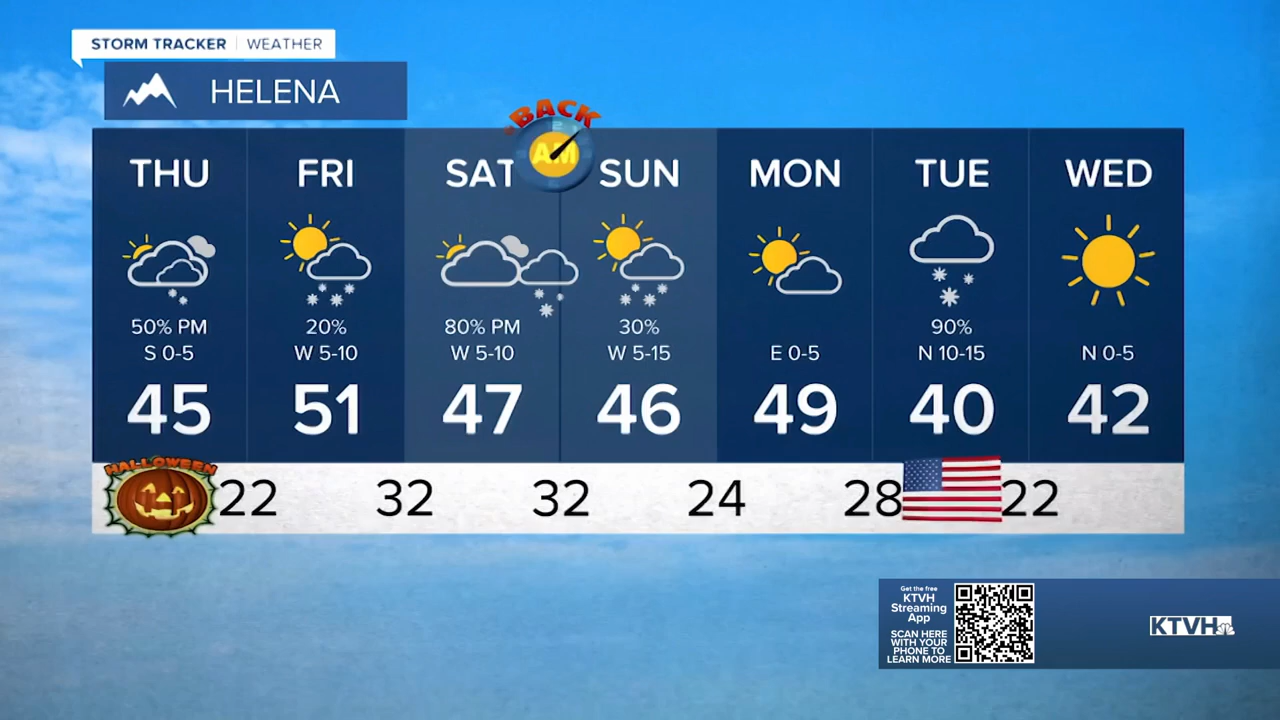 STORM TRACKER | WEATHER
HELENA
BACK
AM
THU FRI SAT SUN MON TUE WED
50% PM 20% 80% PM 30% 90%
S 0-5 W 5-10 W 5-10 W 5-15 E 0-5 N 10-15 N 0-5
45 51 47 46 49 40 42
HALLOWEEN
22 32 32 24 28 22
Get the free
KTVH
Streaming
App
SCAN HERE
WITH YOUR
PHONE TO
LEARN MORE
KTVH